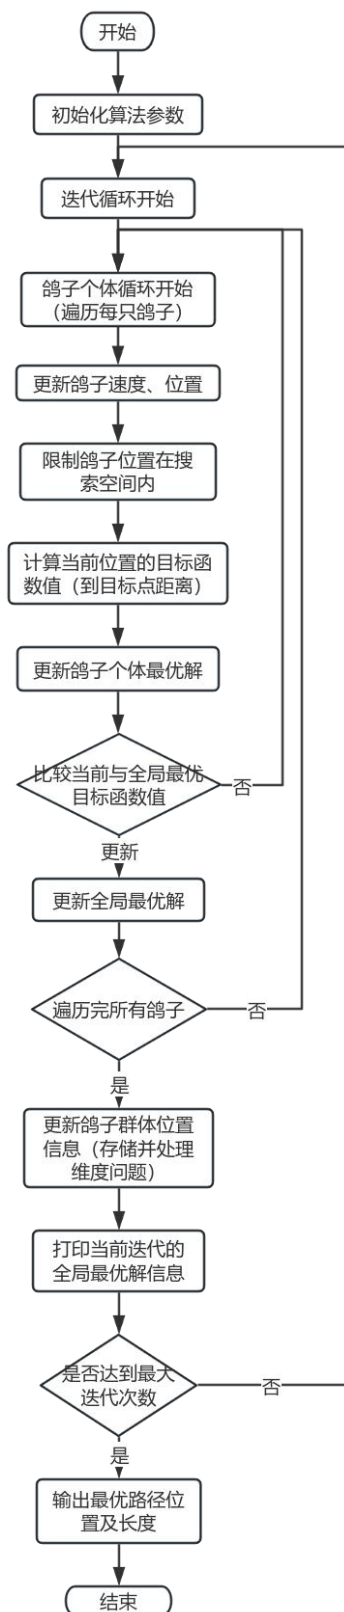 开始
初始化算法参数
迭代循环开始
鸽子个体循环开始
（遍历每只鸽子）
更新鸽子速度、位置
限制鸽子位置在搜
索空间内
计算当前位置的目标函
数值（到目标点距离）
更新鸽子个体最优解
比较当前与全局最优
目标函数值
否
更新
更新全局最优解
遍历完所有鸽子
否
是
更新鸽子群体位置
信息（存储并处理
维度问题）
打印当前迭代的
全局最优解信息
是否达到最大
迭代次数
否
是
输出最优路径位
置及长度
结束